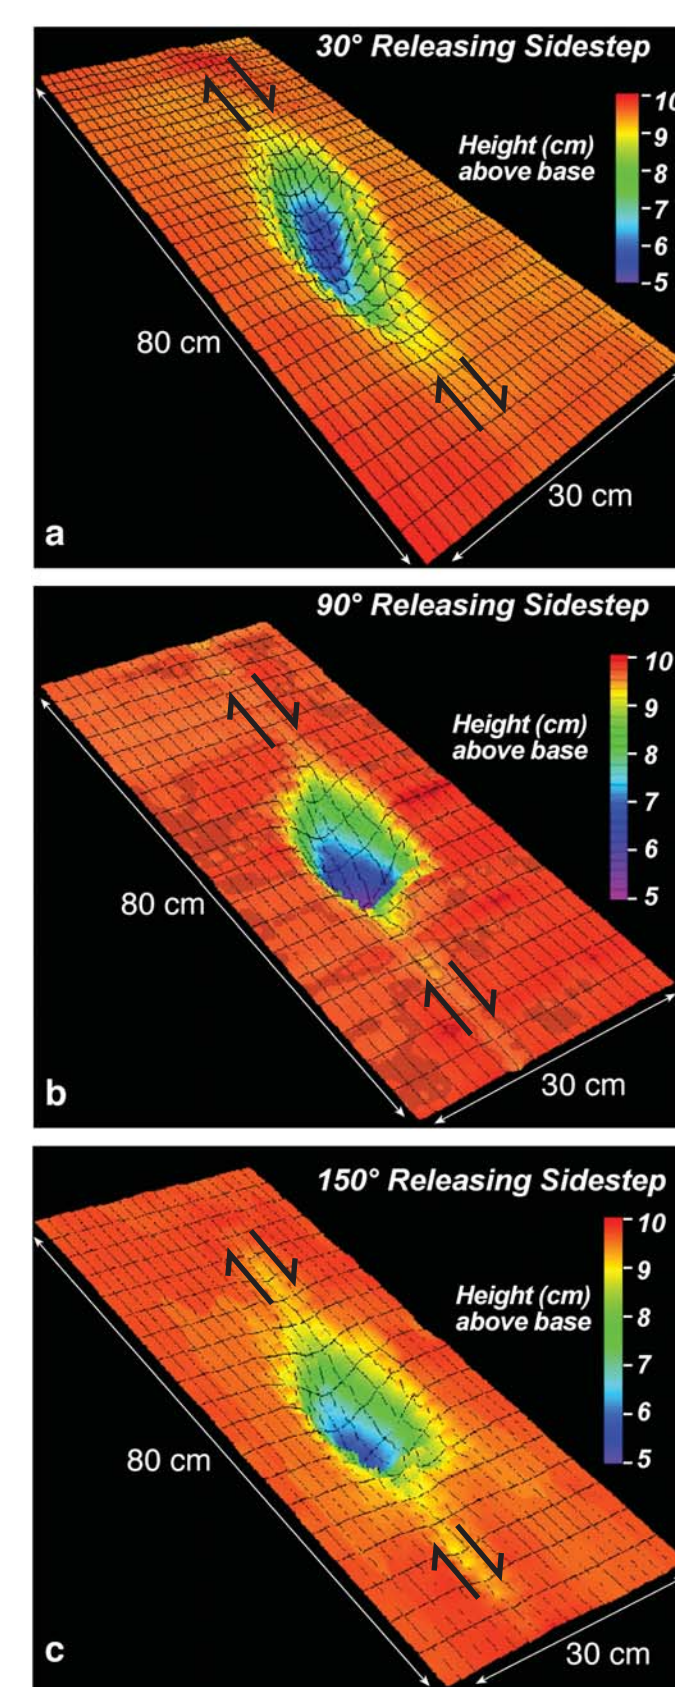 30° Releasing Sidestep
Height (cm)
above base
10
9
8
7
6
5
80 cm
30 cm
a
90° Releasing Sidestep
Height (cm)
above base
10
9
8
7
6
5
80 cm
30 cm
b
150° Releasing Sidestep
Height (cm)
above base
10
9
8
7
6
5
80 cm
30 cm
c